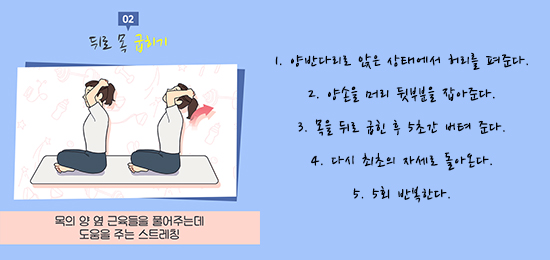 02
뒤로 목 굽히기
1. 양반다리로 앉은 상태에서 허리를 펴준다.
2. 양손을 머리 뒷부분을 잡아준다.
3. 목을 뒤로 굽힌 후 5초간 버텨 준다.
4. 다시 최초의 자세로 돌아온다.
5. 5회 반복한다.
목의 양 옆 근육들을 풀어주는데
도움을 주는 스트레칭